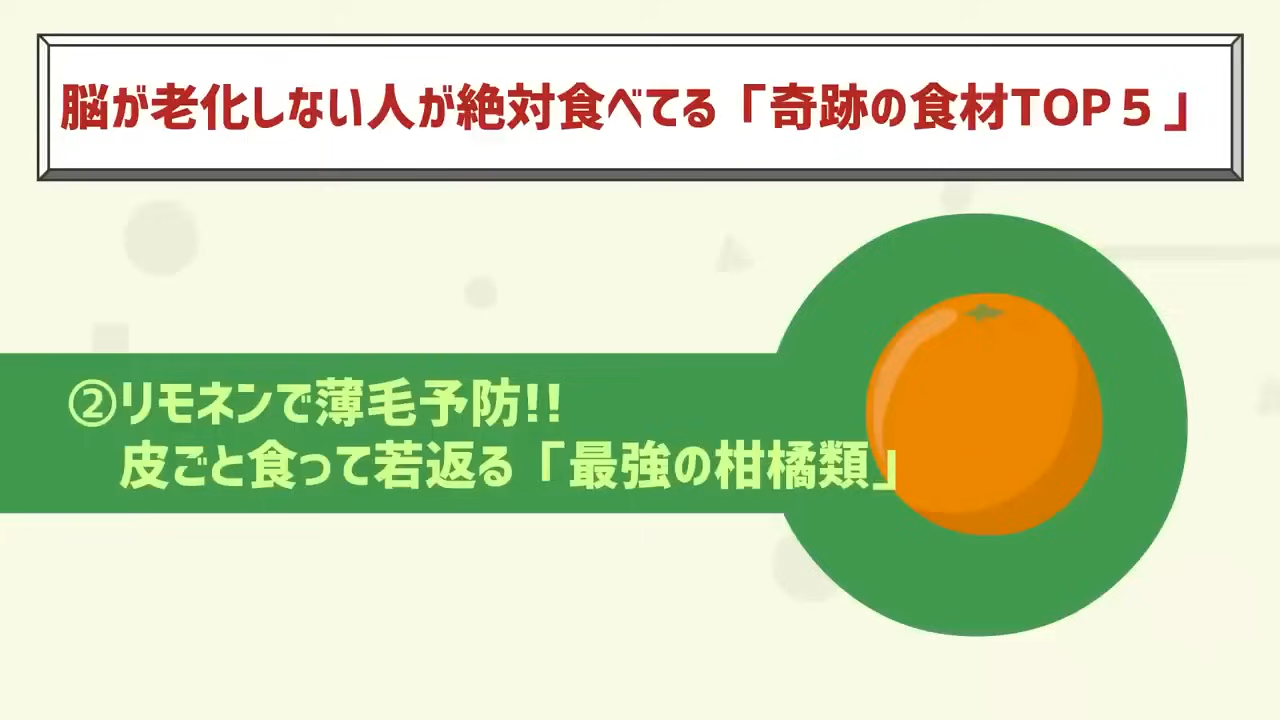 脳が老化しない人が絶対食べてる「奇跡の食材TOP５」
②リモネンで薄毛予防!!
皮ごと食って若返る「最強の柑橘類」